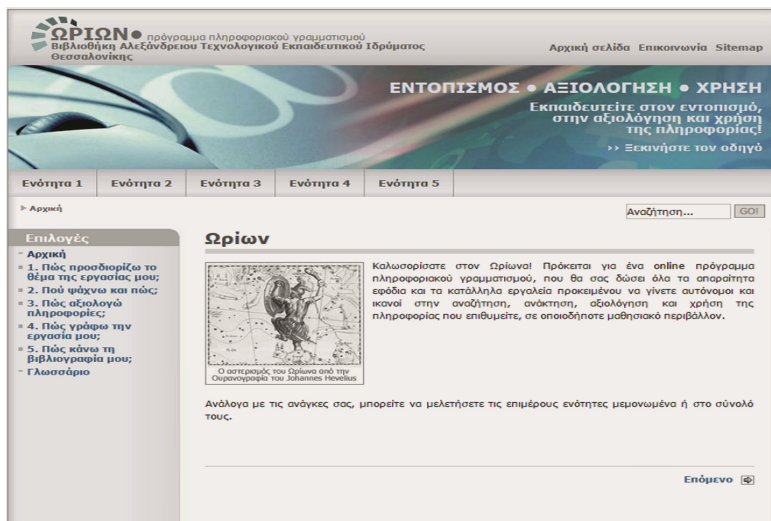 ΩΡΙΩΝ● πρόγραμμα πληροφοριακού γραμματισμού
Βιβλιοθήκη Αλεξάνδρειου Τεχνολογικού Εκπαιδευτικού Ιδρύματος
Θεσσαλονίκης
Αρχική σελίδα Επικοινωνία Sitemap
ΕΝΤΟΠΙΣΜΟΣ ● ΑΞΙΟΛΟΓΗΣΗ ● ΧΡΗΣΗ
Εκπαιδευτείτε στον εντοπισμό,
στην αξιολόγηση και χρήση
της πληροφορίας!
>> Ξεκινήστε τον οδηγό
Ενότητα 1 Ενότητα 2 Ενότητα 3 Ενότητα 4 Ενότητα 5
Αρχική
Αναζήτηση... GO!
Επιλογές
Αρχική
1. Πώς προσδιορίζω το
θέμα της εργασίας μου;
2. Πού ψάχνω και πώς;
3. Πώς αξιολογώ
πληροφορίες;
4. Πώς γράφω την
εργασία μου;
5. Πώς κάνω τη
βιβλιογραφία μου;
Γλωσσάριο
Ωρίων
Ο αστερισμός του Ωρίωνα από την
Ουρανογραφία του Johannes Hevelius
Καλωσορίσατε στον Ωρίωνα! Πρόκειται για ένα online πρόγραμμα
πληροφοριακού γραμματισμού, που θα σας δώσει όλα τα απαραίτητα
εφόδια και τα κατάλληλα εργαλεία προκειμένου να γίνετε αυτόνομοι και
ικανοί στην αναζήτηση, ανάκτηση, αξιολόγηση και χρήση της
πληροφορίας που επιθυμείτε, σε οποιοδήποτε μαθησιακό περιβάλλον.
Ανάλογα με τις ανάγκες σας, μπορείτε να μελετήσετε τις επιμέρους ενότητες μεμονωμένα ή στο σύνολό
τους.
Επόμενο